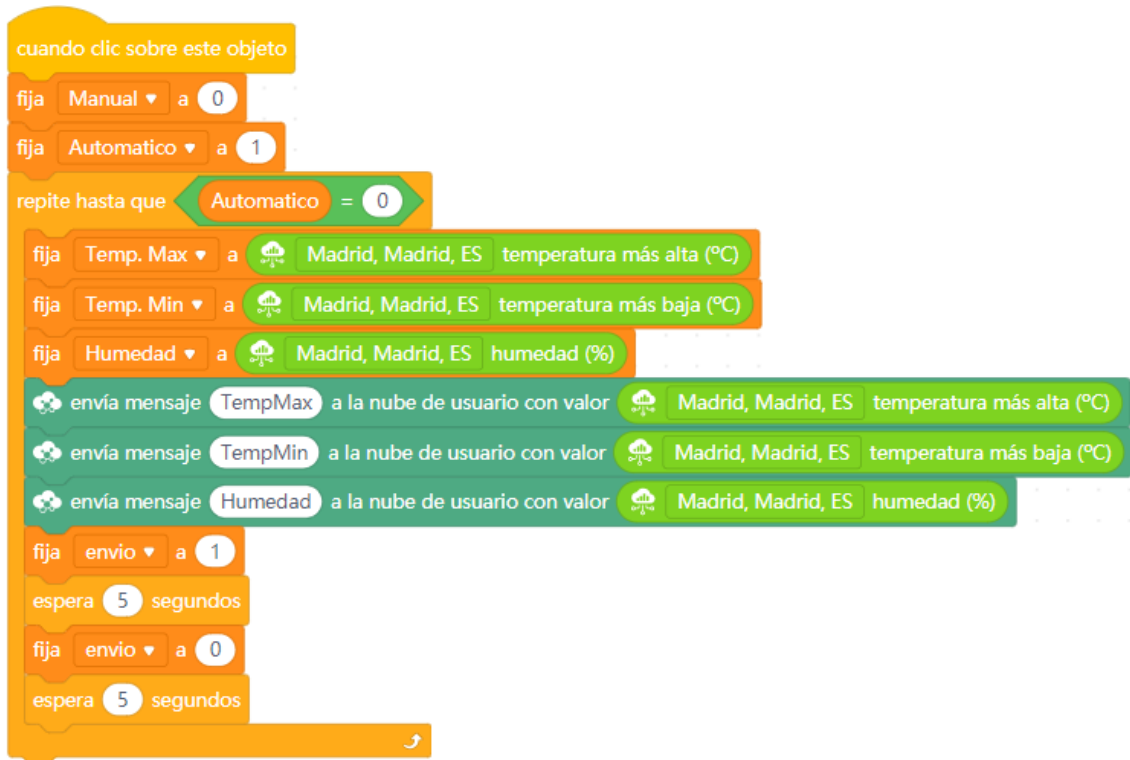 cuando clic sobre este objeto
fija Manual a 0
fija Automatico a 1
repite hasta que Automatico = 0
fija Temp. Max a Madrid, Madrid, ES temperatura más alta (ºC)
fija Temp. Min a Madrid, Madrid, ES temperatura más baja (ºC)
fija Humedad a Madrid, Madrid, ES humedad (%)
envía mensaje TempMax a la nube de usuario con valor Madrid, Madrid, ES temperatura más alta (ºC)
envía mensaje TempMin a la nube de usuario con valor Madrid, Madrid, ES temperatura más baja (ºC)
envía mensaje Humedad a la nube de usuario con valor Madrid, Madrid, ES humedad (%)
fija envio a 1
espera 5 segundos
fija envio a 0
espera 5 segundos